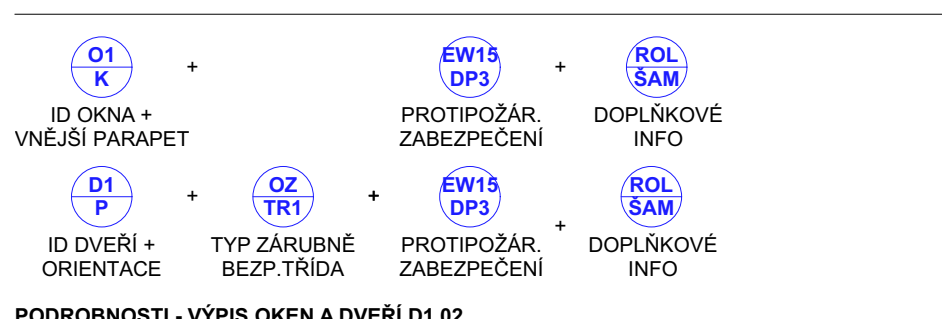 O1 + EW15 + ROL
K DP3 ŠAM
ID OKNA + PROTIPOŽÁR. DOPLŇKOVÉ
VNĚJŠÍ PARAPET ZABEZPEČENÍ INFO
D1 + OZ + EW15 + ROL
P TR1 DP3 ŠAM
ID DVEŘÍ + TYP ZÁRUBNĚ PROTIPOŽÁR. DOPLŇKOVÉ
ORIENTACE BEZP.TŘÍDA ZABEZPEČENÍ INFO
PODROBNOSTI - VÝPIS OKEN A DVEŘÍ D1.02